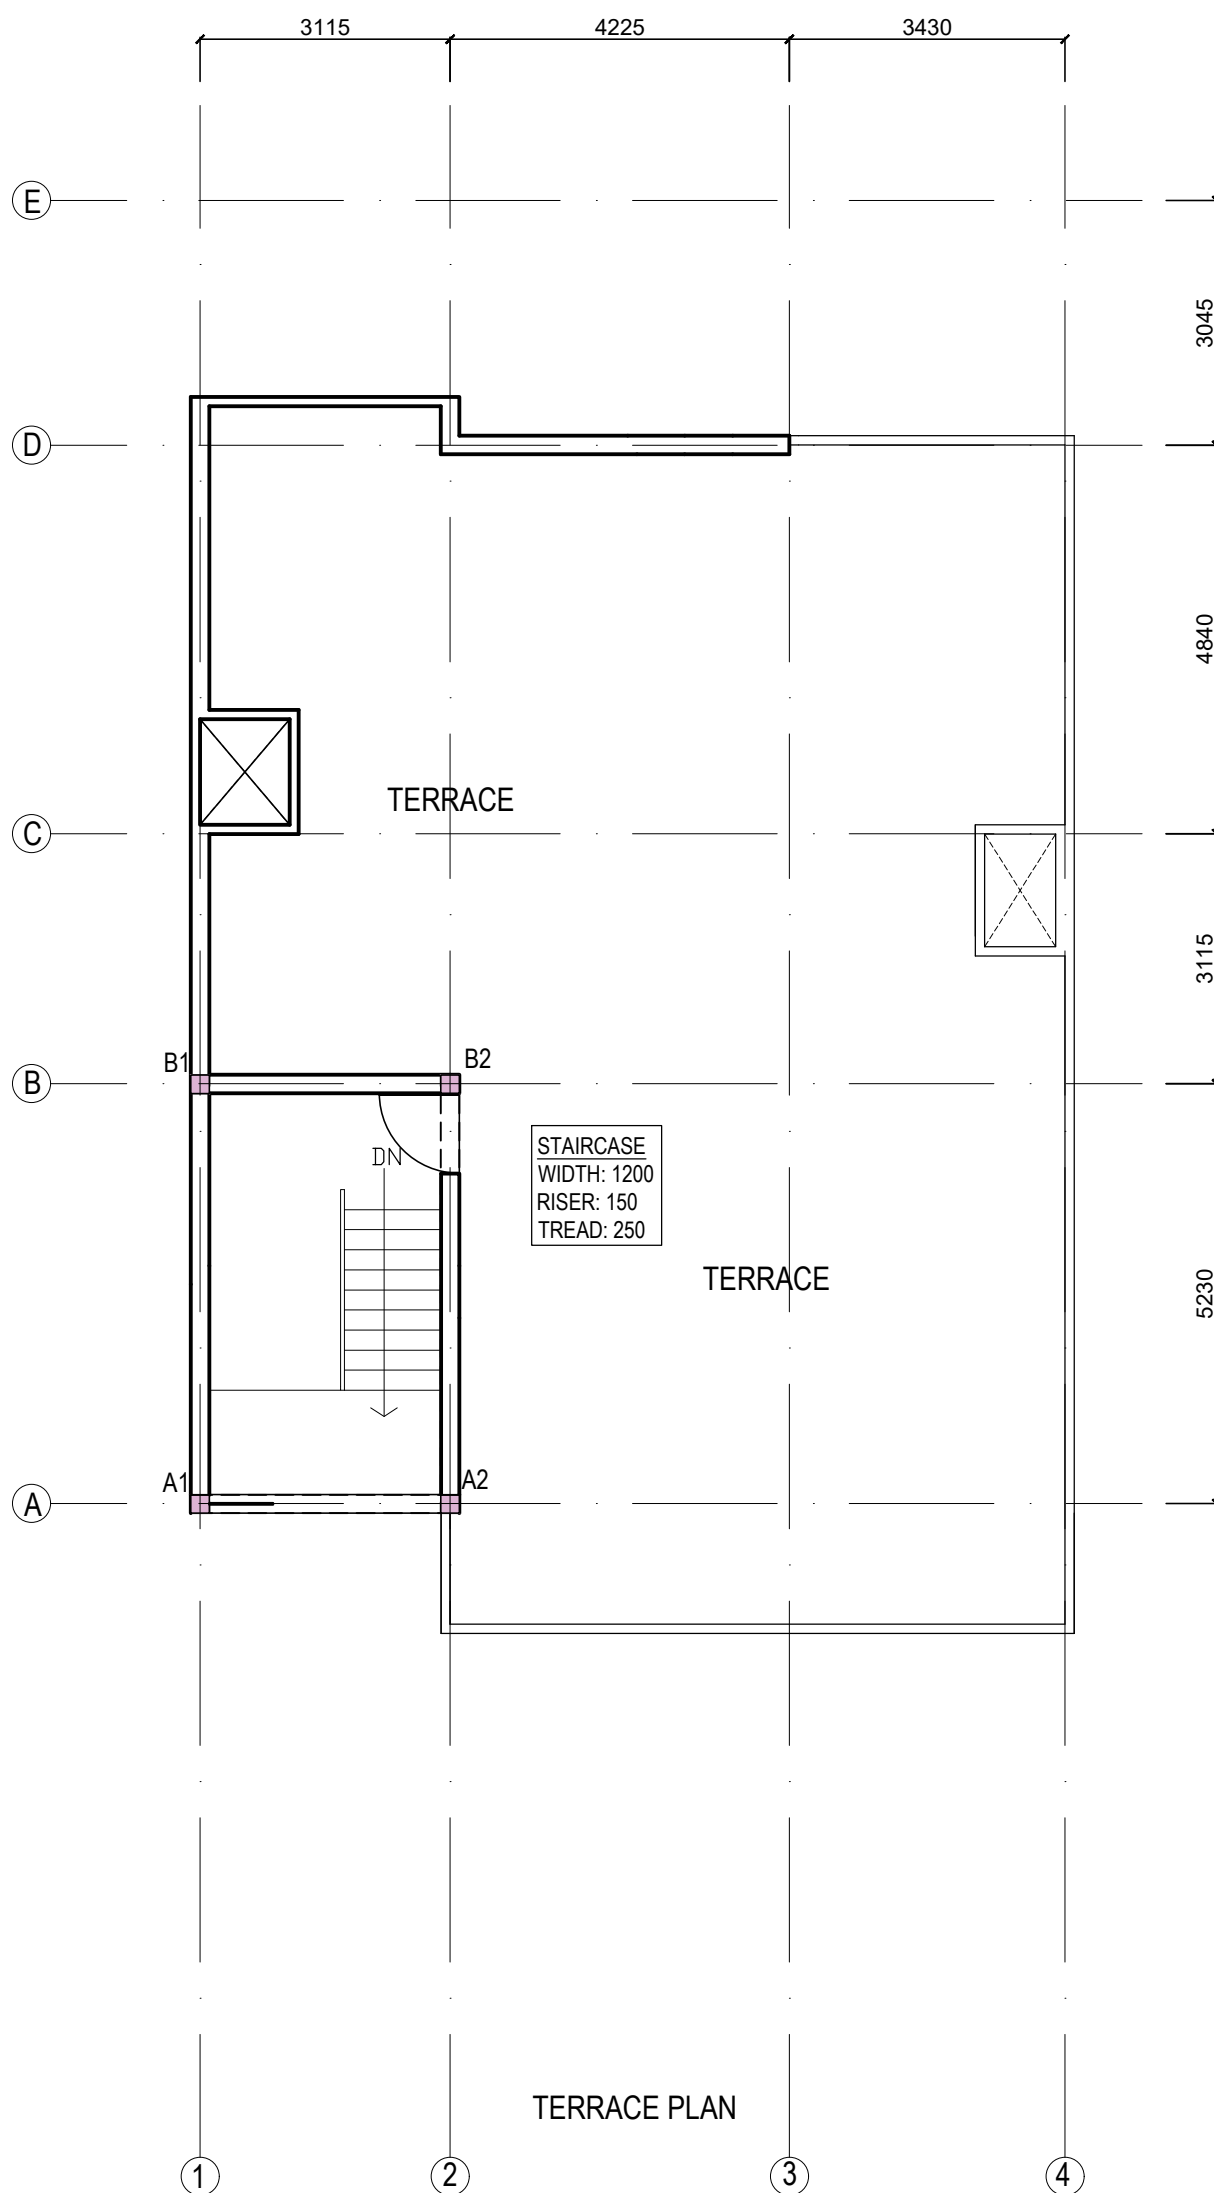 3115
4225
3430
E
3045
D
4840
TERRACE
C
3115
B1
B2
B
DN
STAIRCASE
WIDTH: 1200
RISER: 150
TREAD: 250
TERRACE
5230
A1
A2
A
TERRACE PLAN
1
2
3
4